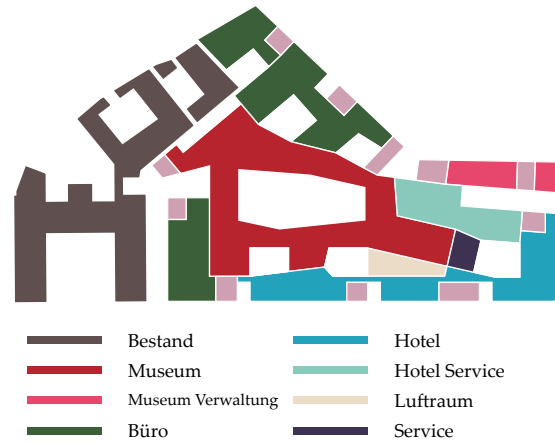 Bestand
Museum
Museum Verwaltung
Büro
Hotel
Hotel Service
Luftraum
Service